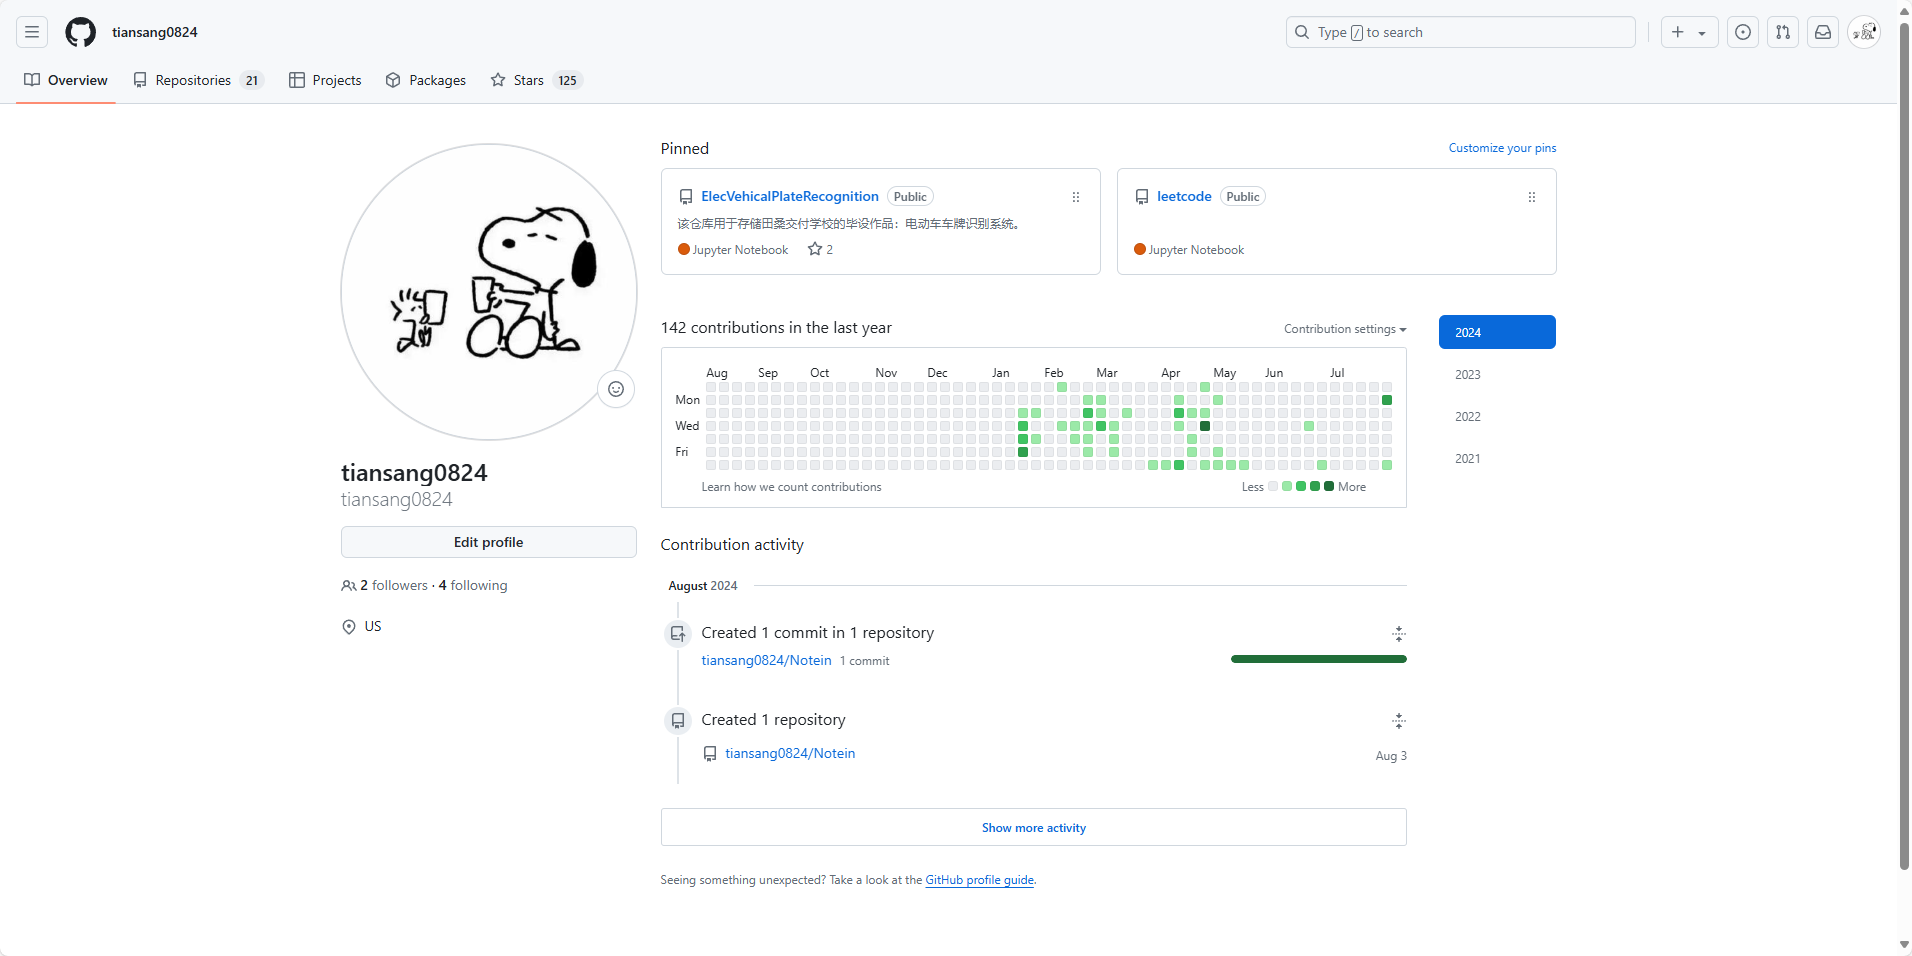 tiansang0824
Type / to search
Overview
Repositories 21
Projects
Packages
Stars 125
tiansang0824
tiansang0824
Edit profile
2 followers · 4 following
US
Pinned
Customize your pins
ElecVehicalPlateRecognition Public
该仓库用于存储田桑交付学校的毕设作品：电动车车牌识别系统。
Jupyter Notebook 2
leetcode Public
Jupyter Notebook
142 contributions in the last year
Contribution settings
2024
2023
2022
2021
Aug Sep Oct Nov Dec Jan Feb Mar Apr May Jun Jul
Mon
Wed
Fri
Learn how we count contributions
Less More
Contribution activity
August 2024
Created 1 commit in 1 repository
tiansang0824/Notein 1 commit
Created 1 repository
tiansang0824/Notein
Aug 3
Show more activity
Seeing something unexpected? Take a look at the GitHub profile guide.